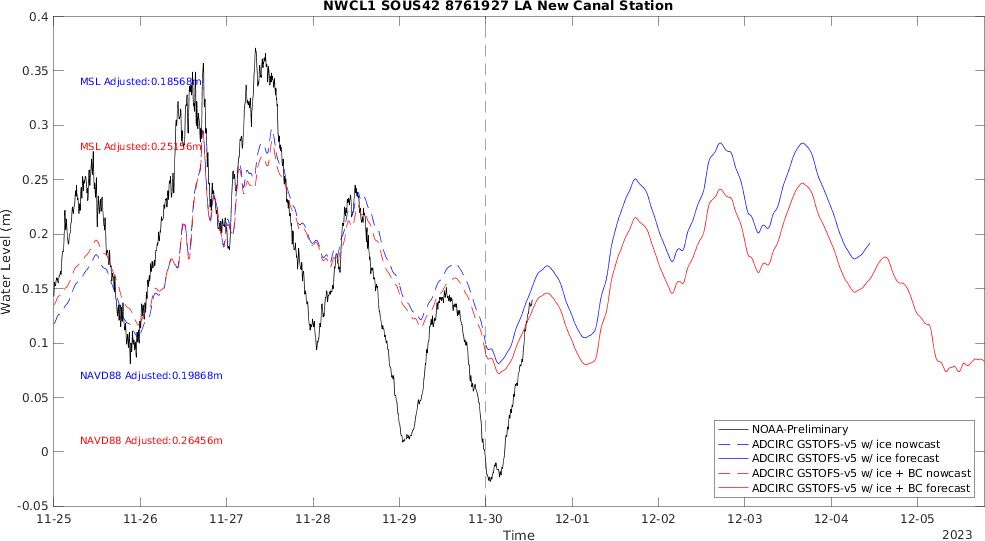 NWCL1 SOUS42 8761927 LA New Canal Station
0.4
0.35
0.3
0.25
0.2
0.15
0.1
0.05
0
-0.05
Water Level (m)
MSL Adjusted:0.18568m
MSL Adjusted:0.25156m
NAVD88 Adjusted:0.19868m
NAVD88 Adjusted:0.26456m
NOAA-Preliminary
ADCIRC GSTOFS-v5 w/ ice nowcast
ADCIRC GSTOFS-v5 w/ ice forecast
ADCIRC GSTOFS-v5 w/ ice + BC nowcast
ADCIRC GSTOFS-v5 w/ ice + BC forecast
11-25 11-26 11-27 11-28 11-29 11-30 12-01 12-02 12-03 12-04 12-05
Time
2023